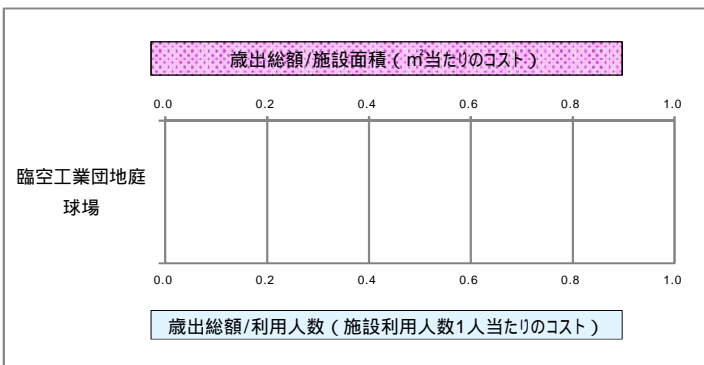 歳出総額/施設面積（㎡当たりのコスト）
0.0 0.2 0.4 0.6 0.8 1.0
臨空工業団地庭
球場
0.0 0.2 0.4 0.6 0.8 1.0
歳出総額/利用人数（施設利用人数1人当たりのコスト）